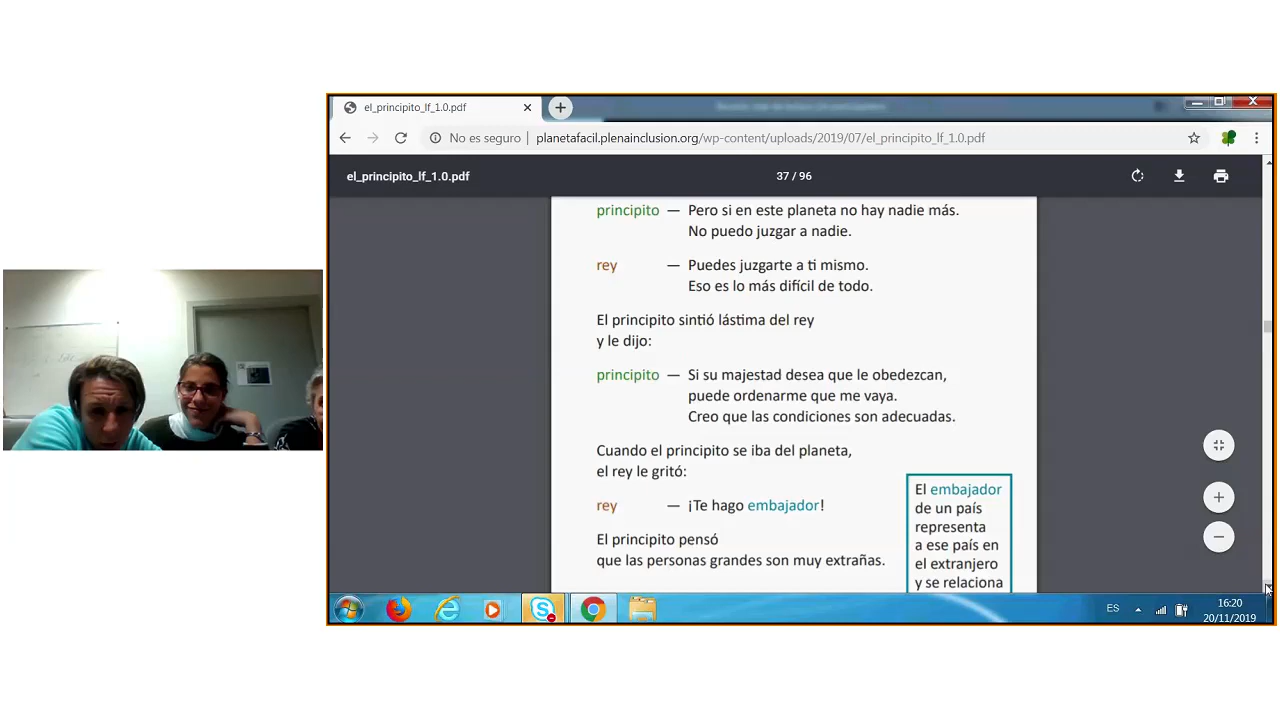 el_principito_lf_1.0.pdf
No es seguro
planetafacil.plenainclusion.org/wp-content/uploads/2019/07/el_principito_lf_1.0.pdf
el_principito_lf_1.0.pdf
37 / 96
principito — Pero si en este planeta no hay nadie más.
No puedo juzgar a nadie.
rey — Puedes juzgarte a ti mismo.
Eso es lo más difícil de todo.
El principito sintió lástima del rey
y le dijo:
principito — Si su majestad desea que le obedezcan,
puede ordenarme que me vaya.
Creo que las condiciones son adecuadas.
Cuando el principito se iba del planeta,
el rey le gritó:
rey — ¡Te hago embajador!
El principito pensó
que las personas grandes son muy extrañas.
El embajador
de un país
representa
a ese país en
el extranjero
y se relaciona
ES
16:20
20/11/2019